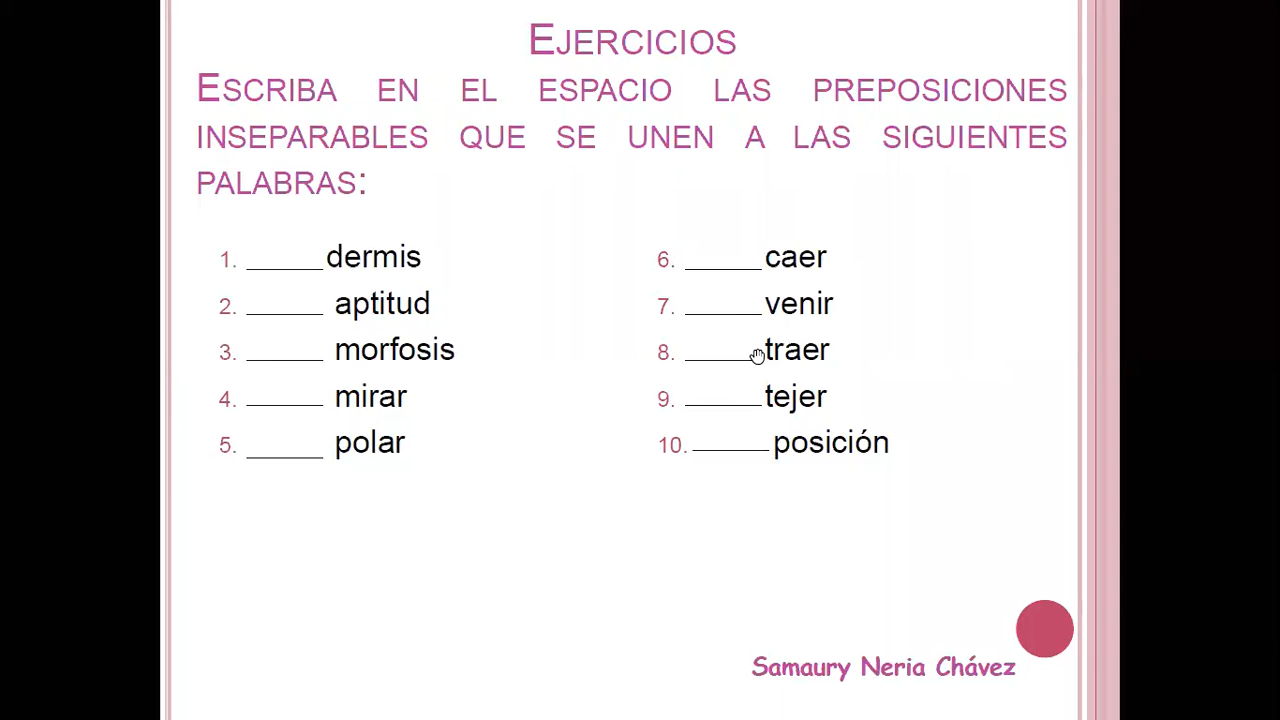 EJERCICIOS
ESCRIBA EN EL ESPACIO LAS PREPOSICIONES
INSEPARABLES QUE SE UNEN A LAS SIGUIENTES
PALABRAS:
1. ______dermis
2. ______ aptitud
3. ______ morfosis
4. ______ mirar
5. ______ polar
6. ______caer
7. ______venir
8. ______traer
9. ______tejer
10. ______ posición
Samaury Neria Chávez